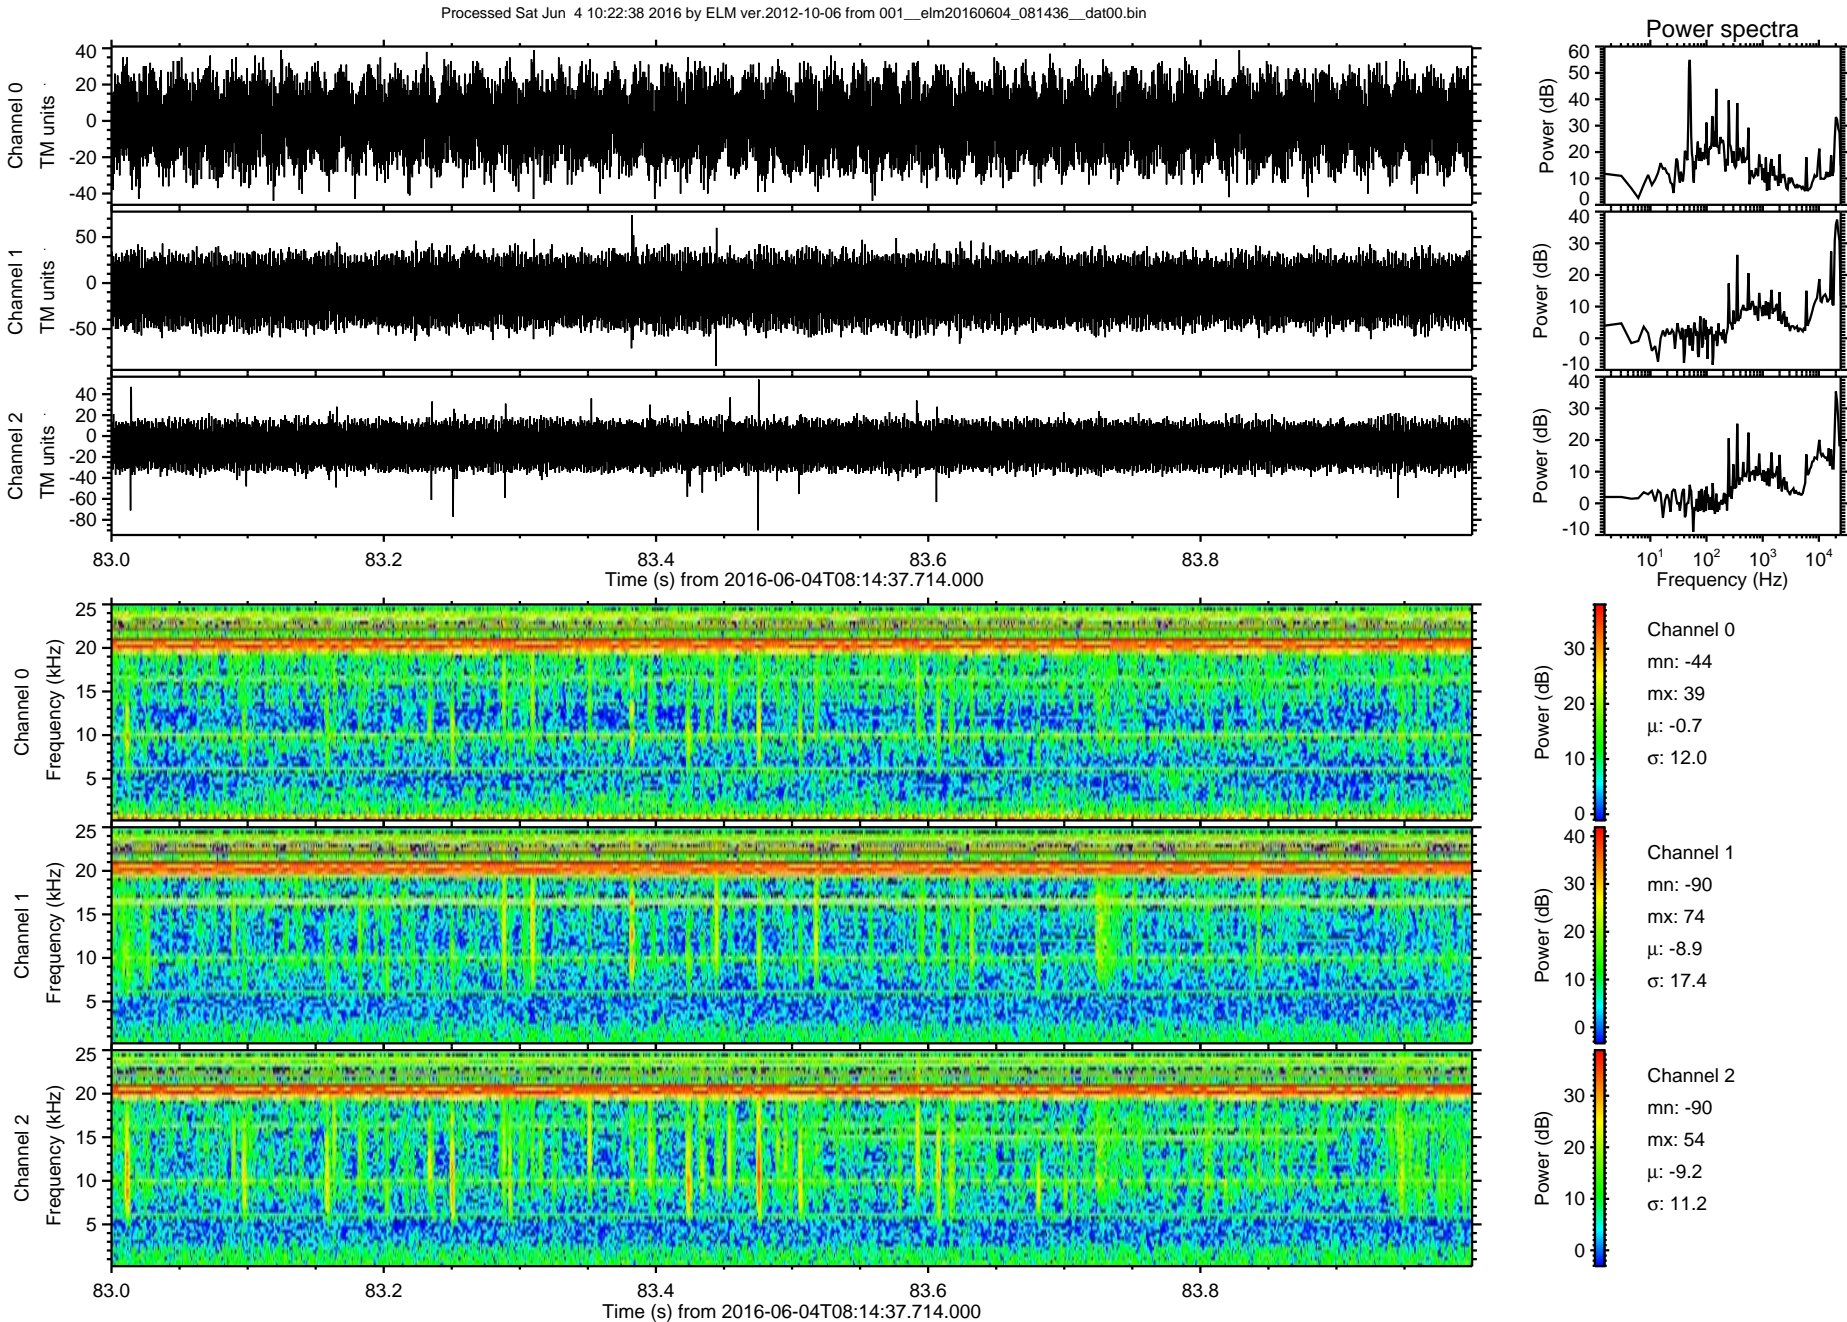 Processed Sat Jun  4 10:22:38 2016 by ELM ver.2012-10-06 from 001__elm20160604_081436__dat00.bin
Power spectra
Channel 0
TM units
40
20
0
-20
-40
Power (dB)
60
50
40
30
20
10
0
Channel 1
TM units
50
0
-50
Power (dB)
40
30
20
10
0
-10
Channel 2
TM units
40
20
0
-20
-40
-60
-80
Power (dB)
40
30
20
10
0
-10
83.0 83.2 83.4 83.6 83.8
Time (s) from 2016-06-04T08:14:37.714.000
10^1 10^2 10^3 10^4
Frequency (Hz)
Channel 0
Frequency (kHz)
25
20
15
10
5
Power (dB)
30
20
10
0
Channel 0
mn: -44
mx: 39
μ: -0.7
σ: 12.0
Channel 1
Frequency (kHz)
25
20
15
10
5
Power (dB)
40
30
20
10
0
Channel 1
mn: -90
mx: 74
μ: -8.9
σ: 17.4
Channel 2
Frequency (kHz)
25
20
15
10
5
Power (dB)
30
20
10
0
Channel 2
mn: -90
mx: 54
μ: -9.2
σ: 11.2
83.0 83.2 83.4 83.6 83.8
Time (s) from 2016-06-04T08:14:37.714.000